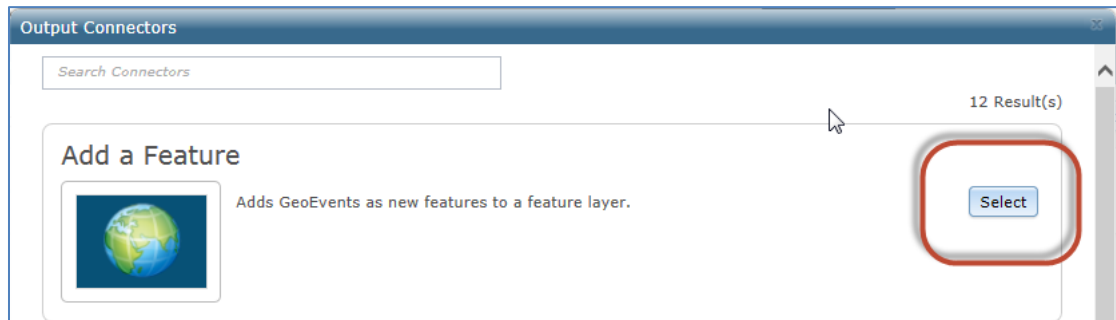 Output Connectors
Search Connectors
12 Result(s)
Add a Feature
Adds GeoEvents as new features to a feature layer.
Select